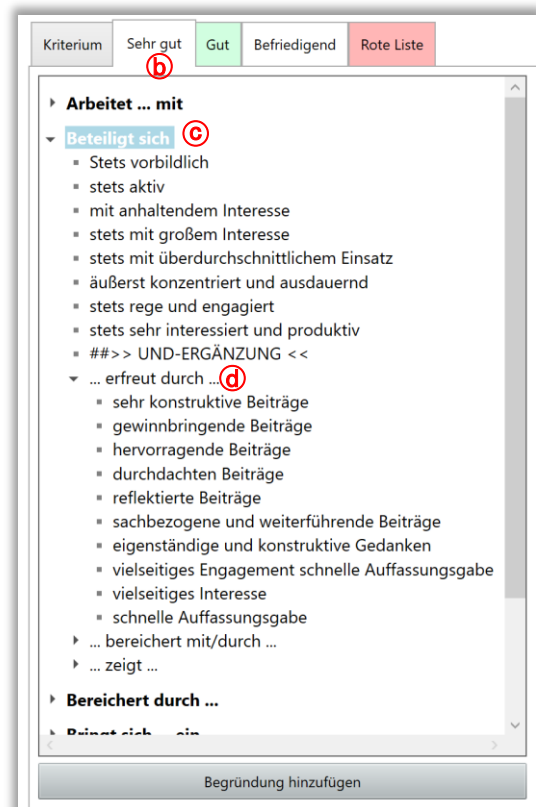 Kriterium Sehr gut Gut Befriedigend Rote Liste
b
Arbeitet ... mit
Beteiligt sich c
Stets vorbildlich
stets aktiv
mit anhaltendem Interesse
stets mit großem Interesse
stets mit überdurchschnittlichem Einsatz
äußerst konzentriert und ausdauernd
stets rege und engagiert
stets sehr interessiert und produktiv
##>> UND-ERGÄNZUNG <<
... erfreut durch ... d
sehr konstruktive Beiträge
gewinnbringende Beiträge
hervorragende Beiträge
durchdachten Beiträge
reflektierte Beiträge
sachbezogene und weiterführende Beiträge
eigenständige und konstruktive Gedanken
vielseitiges Engagement schnelle Auffassungsgabe
vielseitiges Interesse
schnelle Auffassungsgabe
... bereichert mit/durch ...
... zeigt ...
Bereichert durch ...
Bringt sich ... ein
Begründung hinzufügen